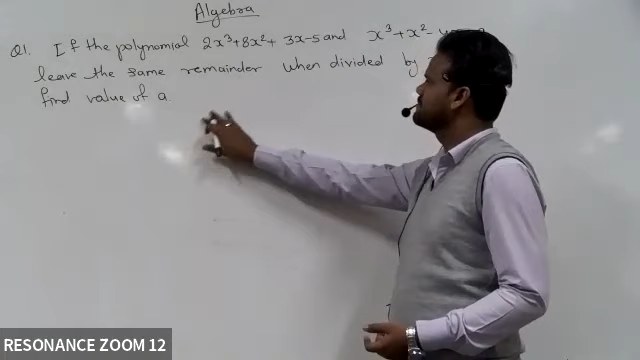 Algebra
Q1. If the polynomial 2x³+8x²+ 3x-5 and x³+x²-
leave the same remainder when divided by
find value of a
RESONANCE ZOOM 12